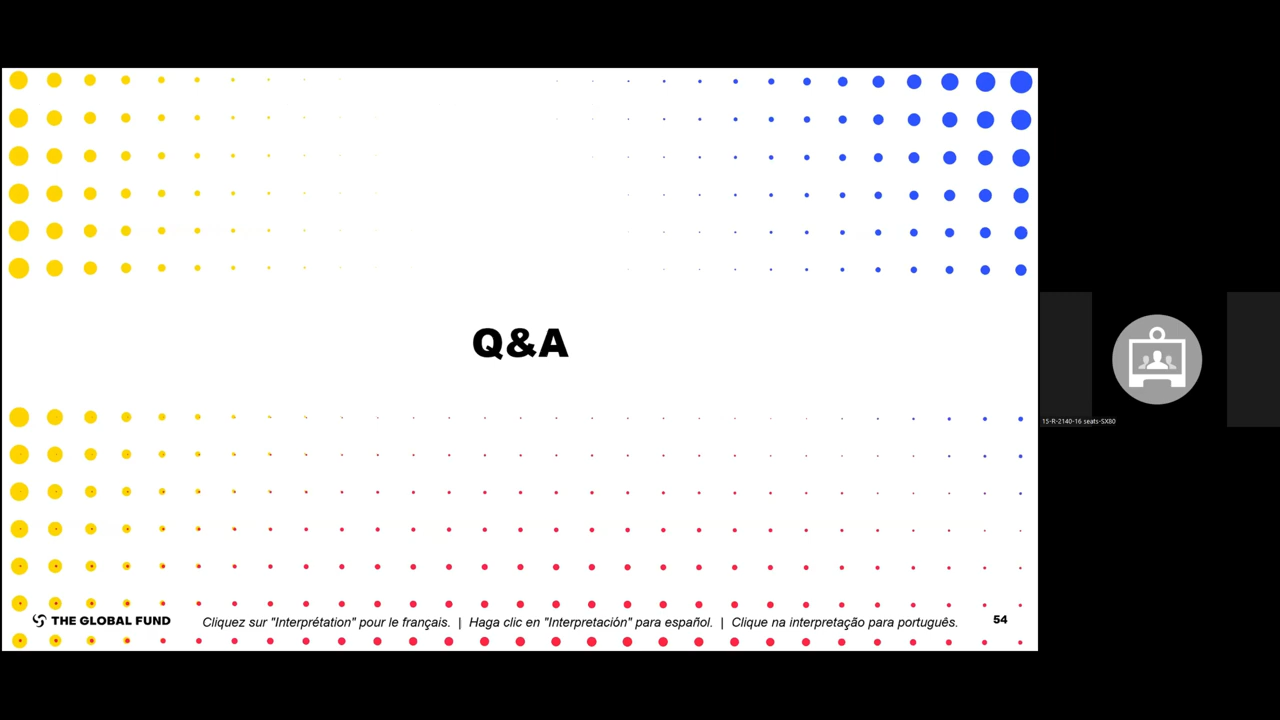 Q&A
15-R-2140-16 seats-SX80
THE GLOBAL FUND
Cliquez sur "Interprétation" pour le français. | Haga clic en "Interpretación" para español. | Clique na interpretação para português.
54